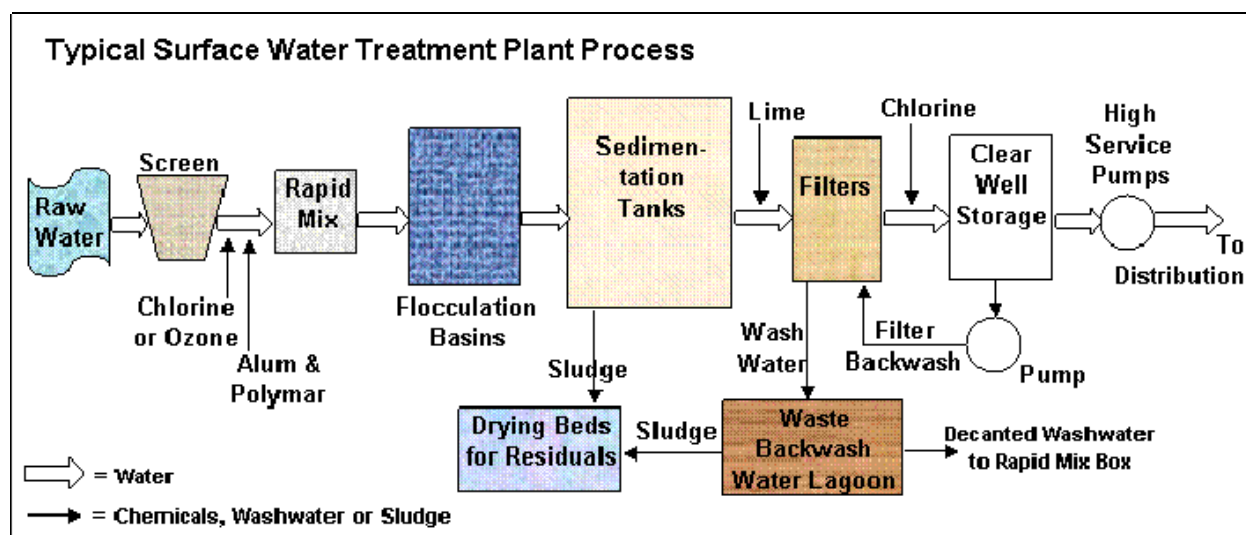 Typical Surface Water Treatment Plant Process
Raw
Water
Screen
Chlorine
or Ozone
Alum &
Polymar
Rapid
Mix
Flocculation
Basins
Sedimen-
tation
Tanks
Lime
Filters
Chlorine
Clear
Well
Storage
High
Service
Pumps
To
Distribution
Sludge
Wash
Water
Filter
Backwash
Pump
Drying Beds
for Residuals
Sludge
Waste
Backwash
Water Lagoon
Decanted Washwater
to Rapid Mix Box
= Water
= Chemicals, Washwater or Sludge